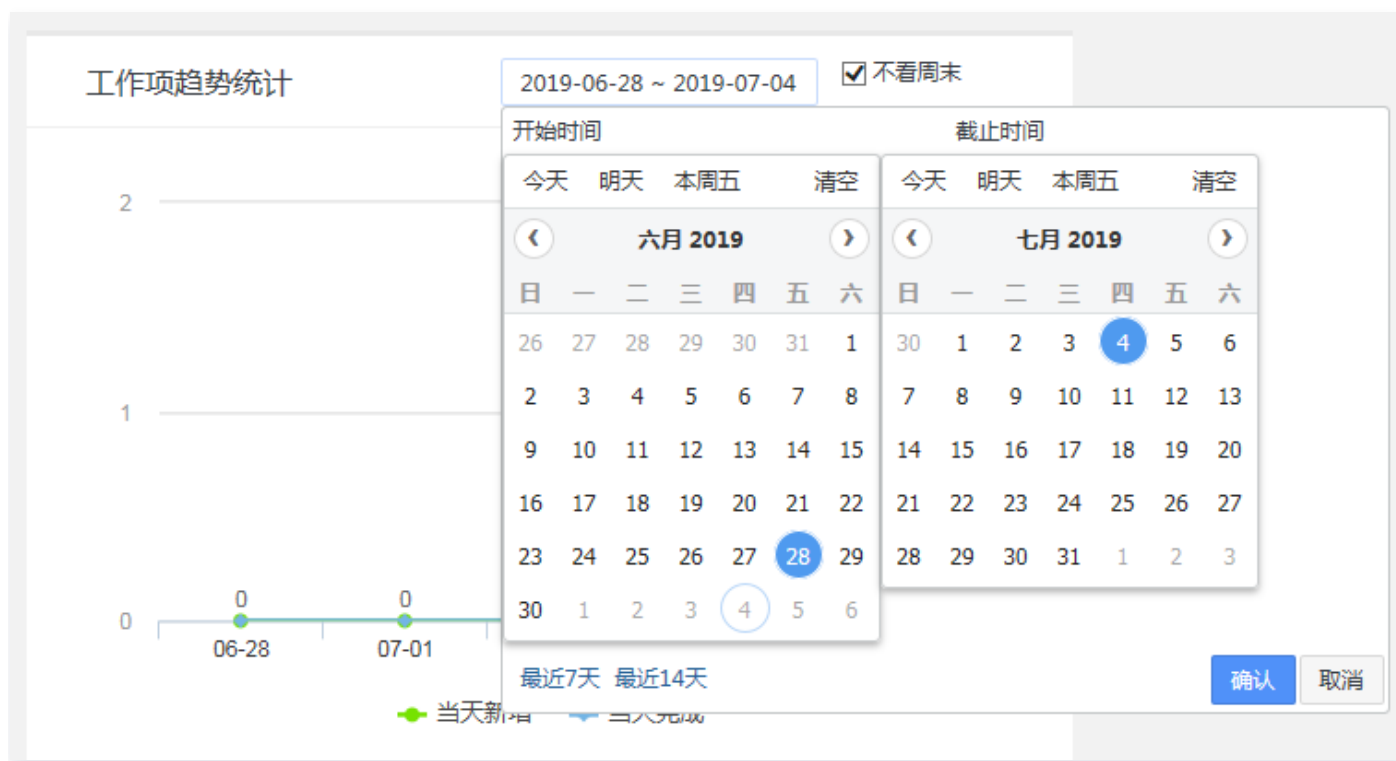 工作项趋势统计
2019-06-28 ~ 2019-07-04
不看周末
开始时间 截止时间
今天 明天 本周五 清空 今天 明天 本周五 清空
2
六月 2019 七月 2019
日 一 二 三 四 五 六 日 一 二 三 四 五 六
26 27 28 29 30 31 1 30 1 2 3 4 5 6
2 3 4 5 6 7 8 7 8 9 10 11 12 13
1
9 10 11 12 13 14 15 14 15 16 17 18 19 20
16 17 18 19 20 21 22 21 22 23 24 25 26 27
23 24 25 26 27 28 29 28 29 30 31 1 2 3
30 1 2 3 4 5 6
0 0
0
06-28 07-01
最近7天 最近14天 确认 取消
当天新增 当天完成